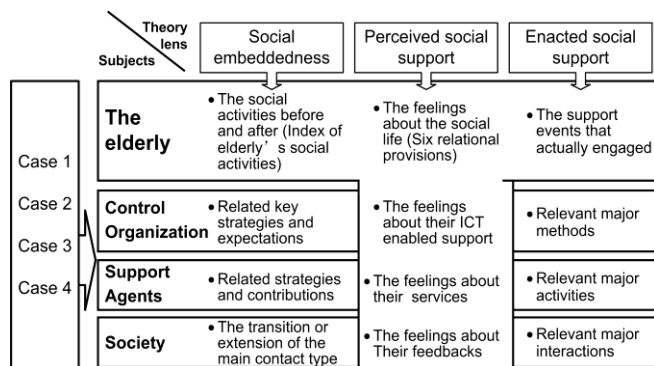 Theory
lens
Subjects
Social
embeddedness
Perceived social
support
Enacted social
support
Case 1
Case 2
Case 3
Case 4
The
elderly
• The social
activities before
and after (Index of
elderly's social
activities)
• The feelings
about the social
life (Six relational
provisions)
• The support
events that
actually engaged
Control
Organization
• Related key
strategies and
expectations
• The feelings
about their ICT
enabled support
• Relevant major
methods
Support
Agents
• Related strategies
and contributions
• The feelings about
their services
• Relevant major
activities
Society
• The transition or
extension of the
main contact type
• The feelings about
Their feedbacks
• Relevant major
interactions